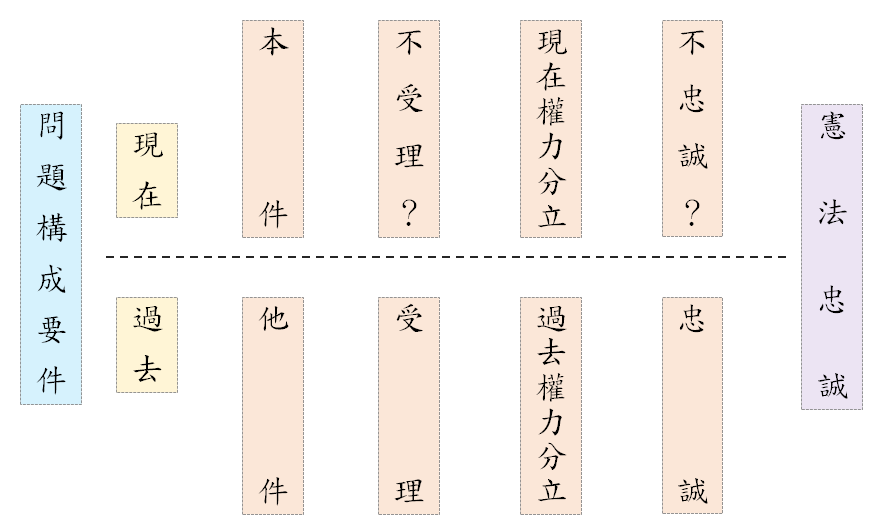 問題構成要件
現在
本件
不受理?
現在權力分立
不忠誠?
過去
他件
受理
過去權力分立
忠誠
憲法忠誠